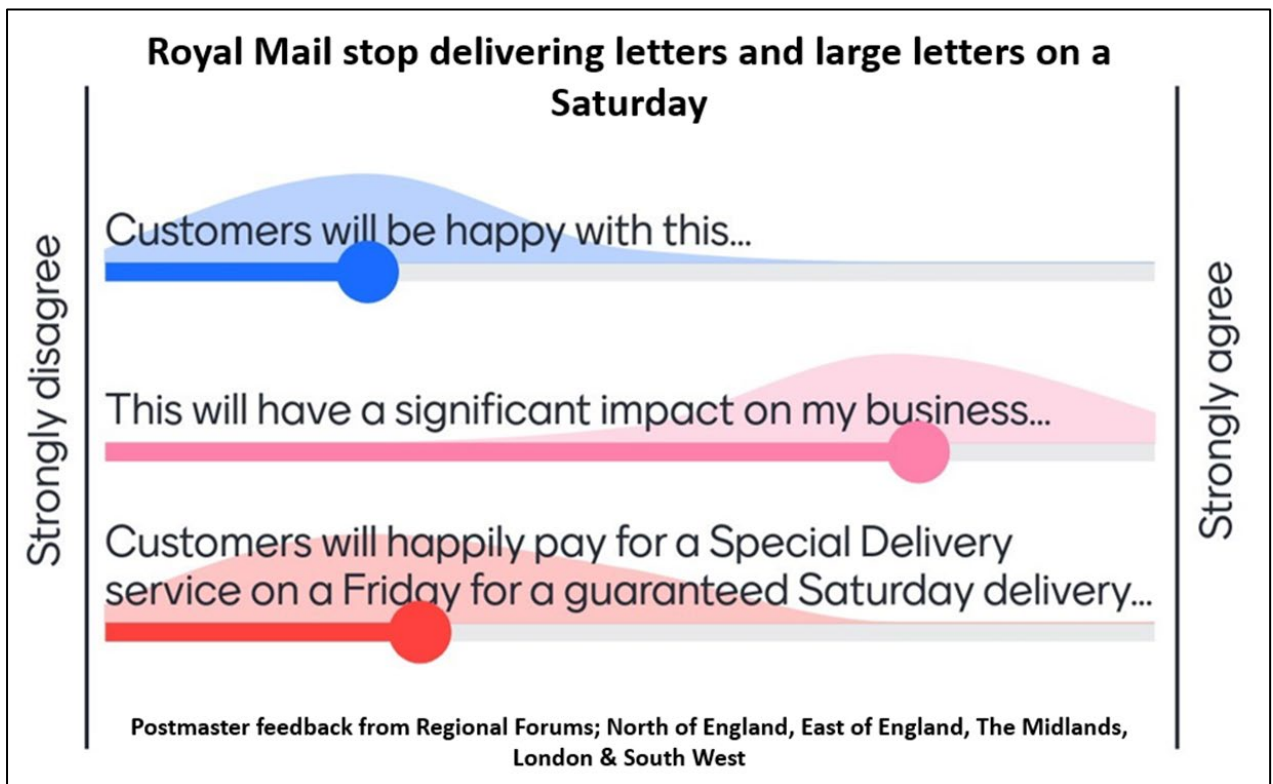 Royal Mail stop delivering letters and large letters on a
Saturday
Strongly disagree
Customers will be happy with this...
This will have a significant impact on my business...
Customers will happily pay for a Special Delivery
service on a Friday for a guaranteed Saturday delivery...
Strongly agree
Postmaster feedback from Regional Forums; North of England, East of England, The Midlands,
London & South West